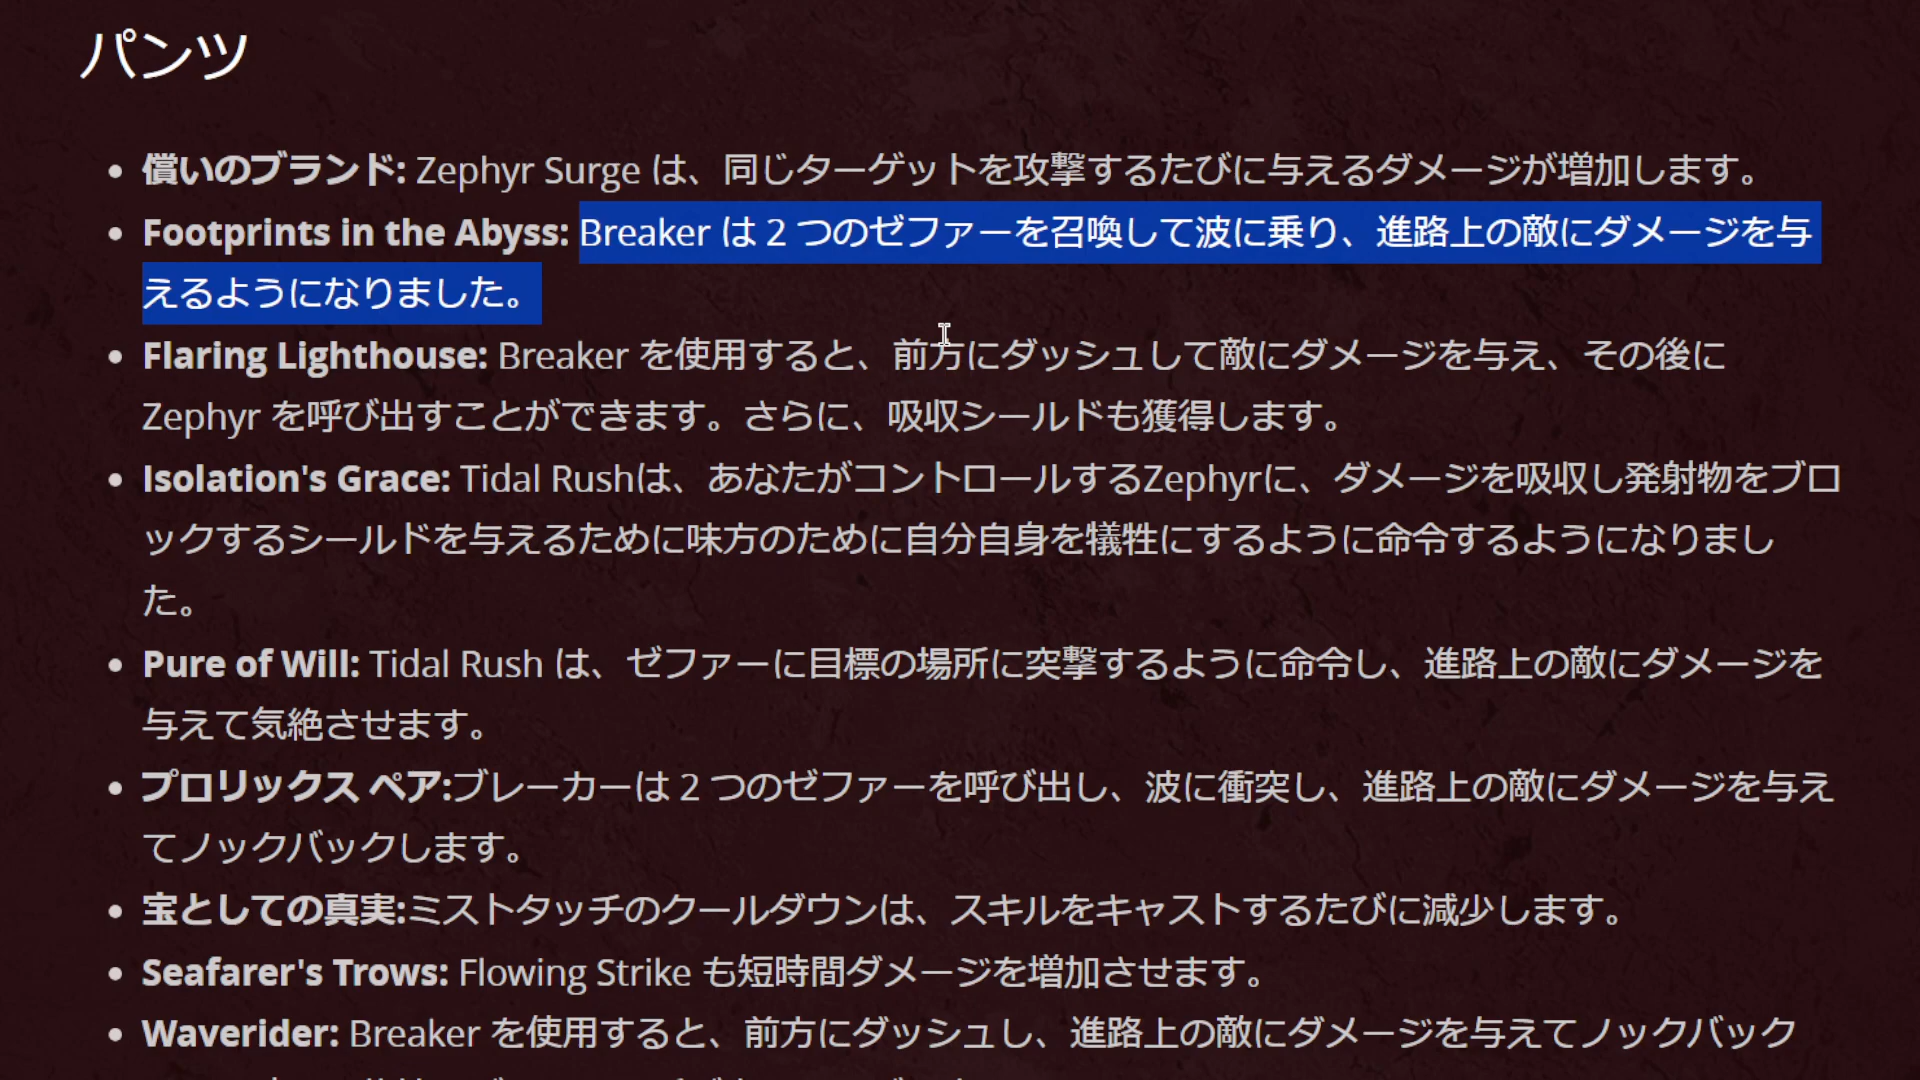 パンツ
償いのブランド: Zephyr Surge は、同じターゲットを攻撃するたびに与えるダメージが増加します。
Footprints in the Abyss: Breaker は 2 つのゼファーを召喚して波に乗り、進路上の敵にダメージを与
えるようになりました。
Flaring Lighthouse: Breaker を使用すると、前方にダッシュして敵にダメージを与え、その後に
Zephyr を呼び出すことができます。さらに、吸収シールドも獲得します。
Isolation's Grace: Tidal Rushは、あなたがコントロールするZephyrに、ダメージを吸収し発射物をブロ
ックするシールドを与えるために味方のために自分自身を犠牲にするように命令するようになりまし
た。
Pure of Will: Tidal Rush は、ゼファーに目標の場所に突撃するように命令し、進路上の敵にダメージを
与えて気絶させます。
プロリックス ペア:ブレーカーは 2 つのゼファーを呼び出し、波に衝突し、進路上の敵にダメージを与え
てノックバックします。
宝としての真実:ミストタッチのクールダウンは、スキルをキャストするたびに減少します。
Seafarer's Trows: Flowing Strike も短時間ダメージを増加させます。
Waverider: Breaker を使用すると、前方にダッシュし、進路上の敵にダメージを与えてノックバック